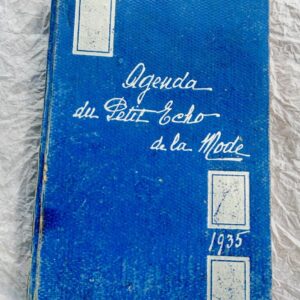 Agenda
du Petit Echo
de la Mode
1935